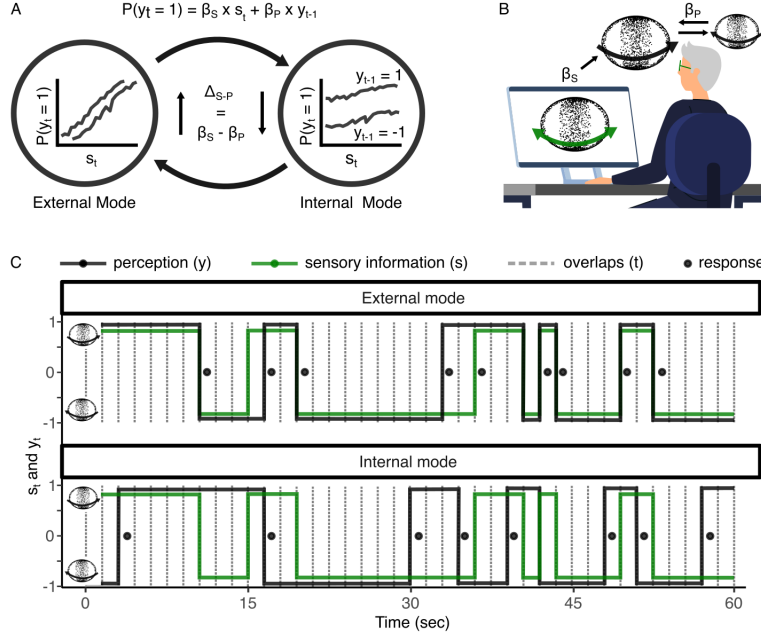 A
P(yt = 1) = βS x st + βP x yt-1
P(yt = 1)
st
External Mode
ΔS-P
=
βS - βP
P(yt = 1)
yt-1 = 1
yt-1 = -1
st
Internal Mode
B
βP
βS
C
perception (y)
sensory information (s)
overlaps (t)
response
External mode
1
0
-1
Internal mode
1
0
-1
st and yt
0
15
30
45
60
Time (sec)